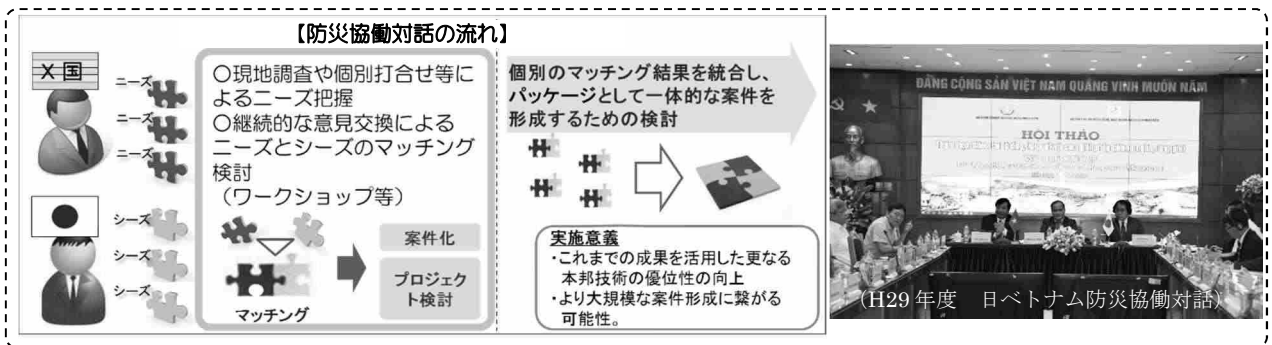 【防災協働対話の流れ】
X 国
ニーズ
ニーズ
ニーズ
シーズ
シーズ
シーズ
○現地調査や個別打合せ等に
よるニーズ把握
○継続的な意見交換による
ニーズとシーズのマッチング
検討
（ワークショップ等）
マッチング
案件化
プロジェク
ト検討
個別のマッチング結果を統合し、
パッケージとして一体的な案件を
形成するための検討
実施意義
・これまでの成果を活用した更なる
本邦技術の優位性の向上
・より大規模な案件形成に繋がる
可能性。
ĐẢNG CỘNG SẢN VIỆT NAM QUANG VINH MUÔN NĂM
HỘI THẢO
（H29 年度　日ベトナム防災協働対話）